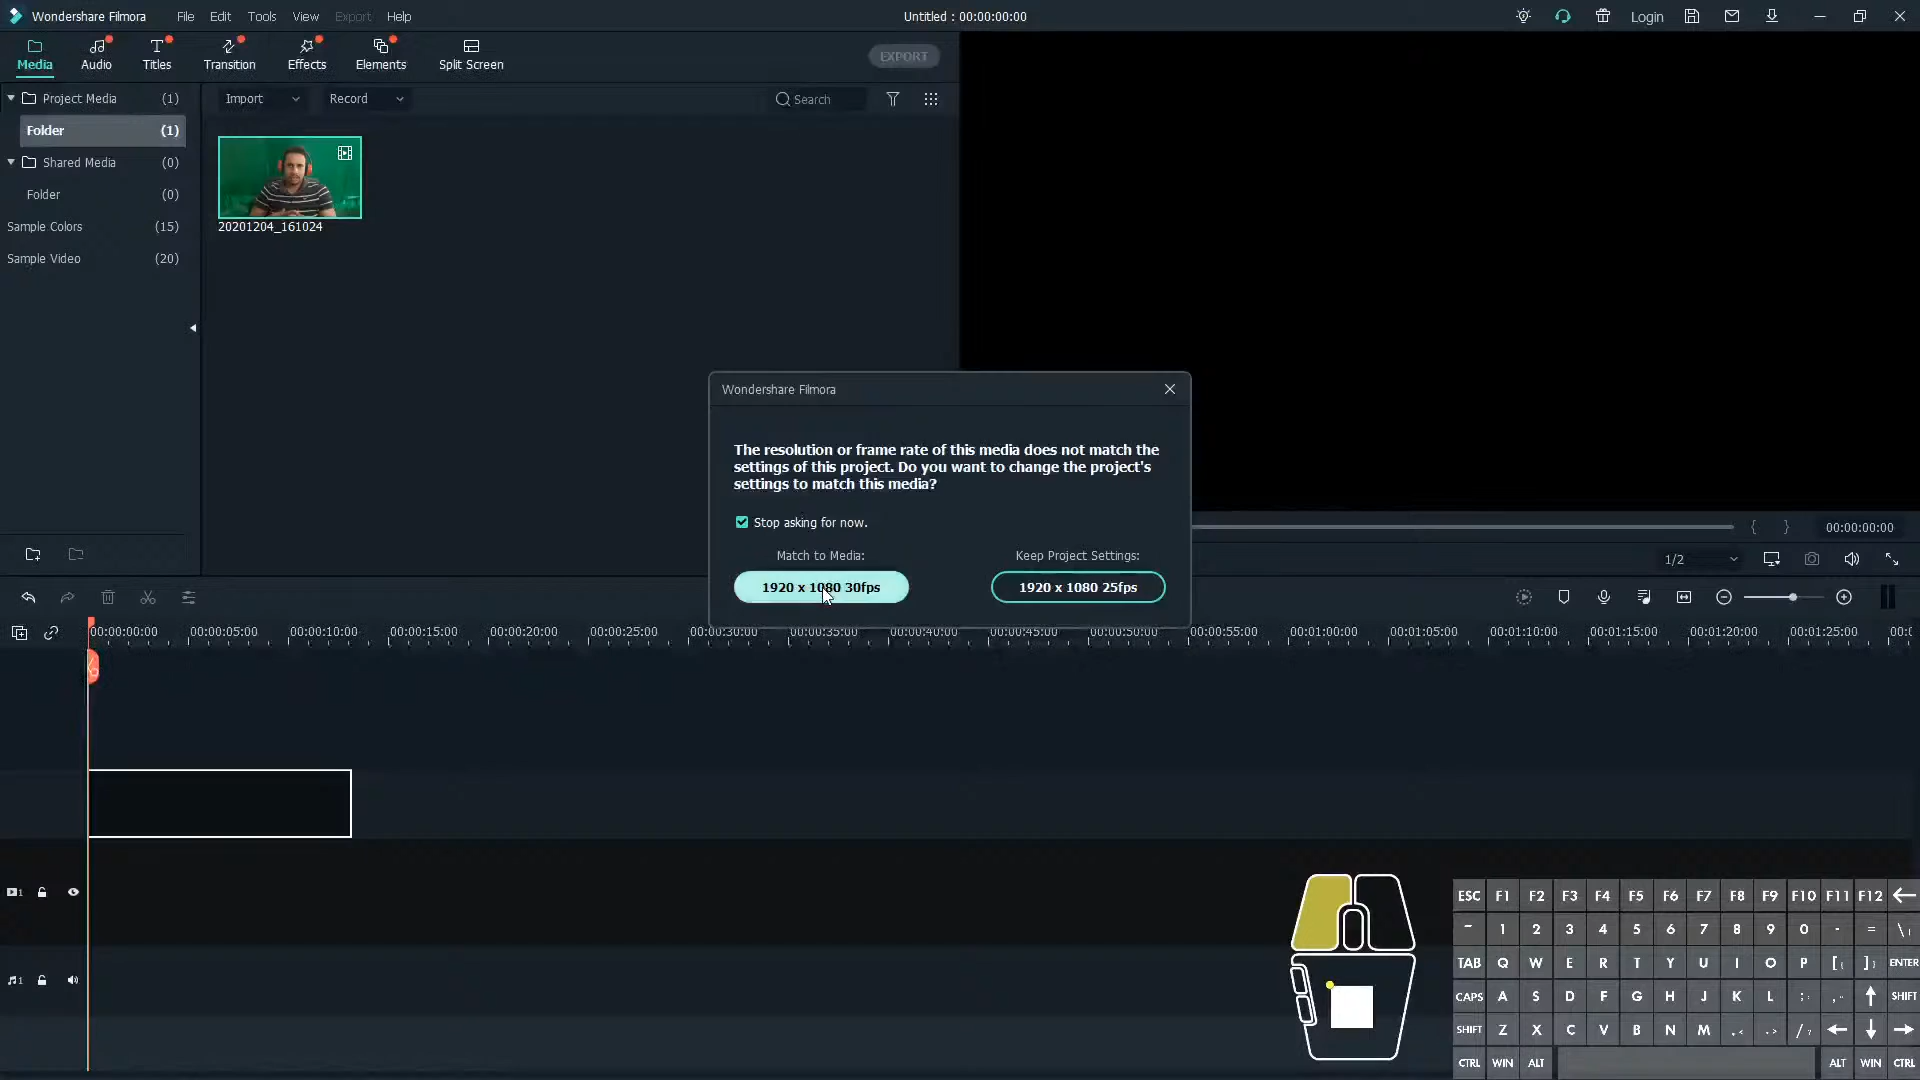 Wondershare Filmora File Edit Tools View Export Help Untitled : 00:00:00:00 Login
Media Audio Titles Transition Effects Elements Split Screen EXPORT
Project Media (1) Import Record Search
Folder (1)
Shared Media (0)
Folder (0)
20201204_161024
Sample Colors (15)
Sample Video (20)
Wondershare Filmora
The resolution or frame rate of this media does not match the
settings of this project. Do you want to change the project's
settings to match this media?
Stop asking for now.
Match to Media: Keep Project Settings:
1920 x 1080 30fps 1920 x 1080 25fps
{ } 00:00:00:00
1/2
00:00:00:00 00:00:05:00 00:00:10:00 00:00:15:00 00:00:20:00 00:00:25:00 00:00:30:00 00:00:35:00 00:00:40:00 00:00:45:00 00:00:50:00 00:00:55:00 00:01:00:00 00:01:05:00 00:01:10:00 00:01:15:00 00:01:20:00 00:01:25:00
1
1
ESC F1 F2 F3 F4 F5 F6 F7 F8 F9 F10 F11 F12
~ 1 2 3 4 5 6 7 8 9 0 - = \
TAB Q W E R T Y U I O P [ ] ENTER
CAPS A S D F G H J K L ; SHIFT
SHIFT Z X C V B N M .< .> /?
CTRL WIN ALT ALT WIN CTRL